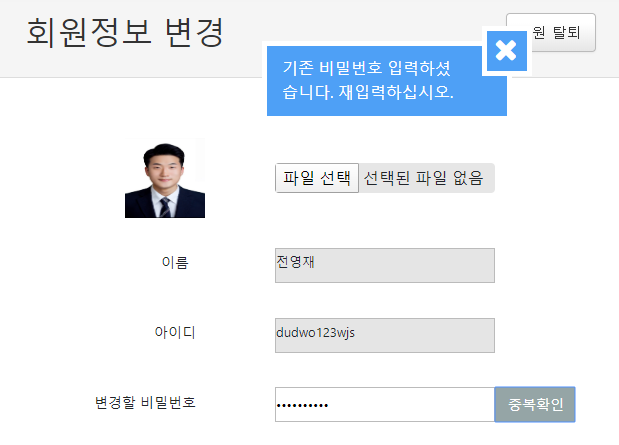 회원정보 변경
원 탈퇴
기존 비밀번호 입력하셨
습니다. 재입력하십시오.
파일 선택 선택된 파일 없음
이름 전영재
아이디 dudwo123wjs
변경할 비밀번호 •••••••••• 중복확인